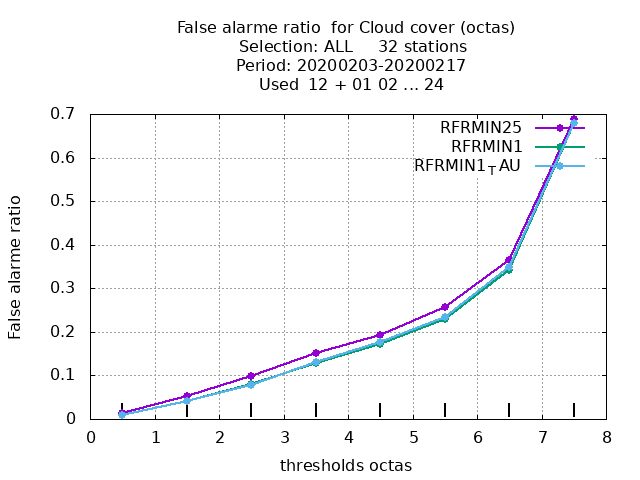 False alarme ratio  for Cloud cover (octas)
Selection: ALL     32 stations
Period: 20200203-20200217
Used  12 + 01 02 ... 24
RFRMIN25
RFRMIN1
RFRMIN1TAU
False alarme ratio
0.7
0.6
0.5
0.4
0.3
0.2
0.1
0
0 1 2 3 4 5 6 7 8
thresholds octas